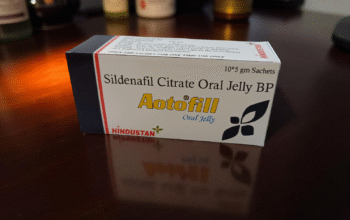 10*5 gm Sachets
Sildenafil Citrate Oral Jelly BP
Aotofill
Oral Jelly
HINDUSTAN